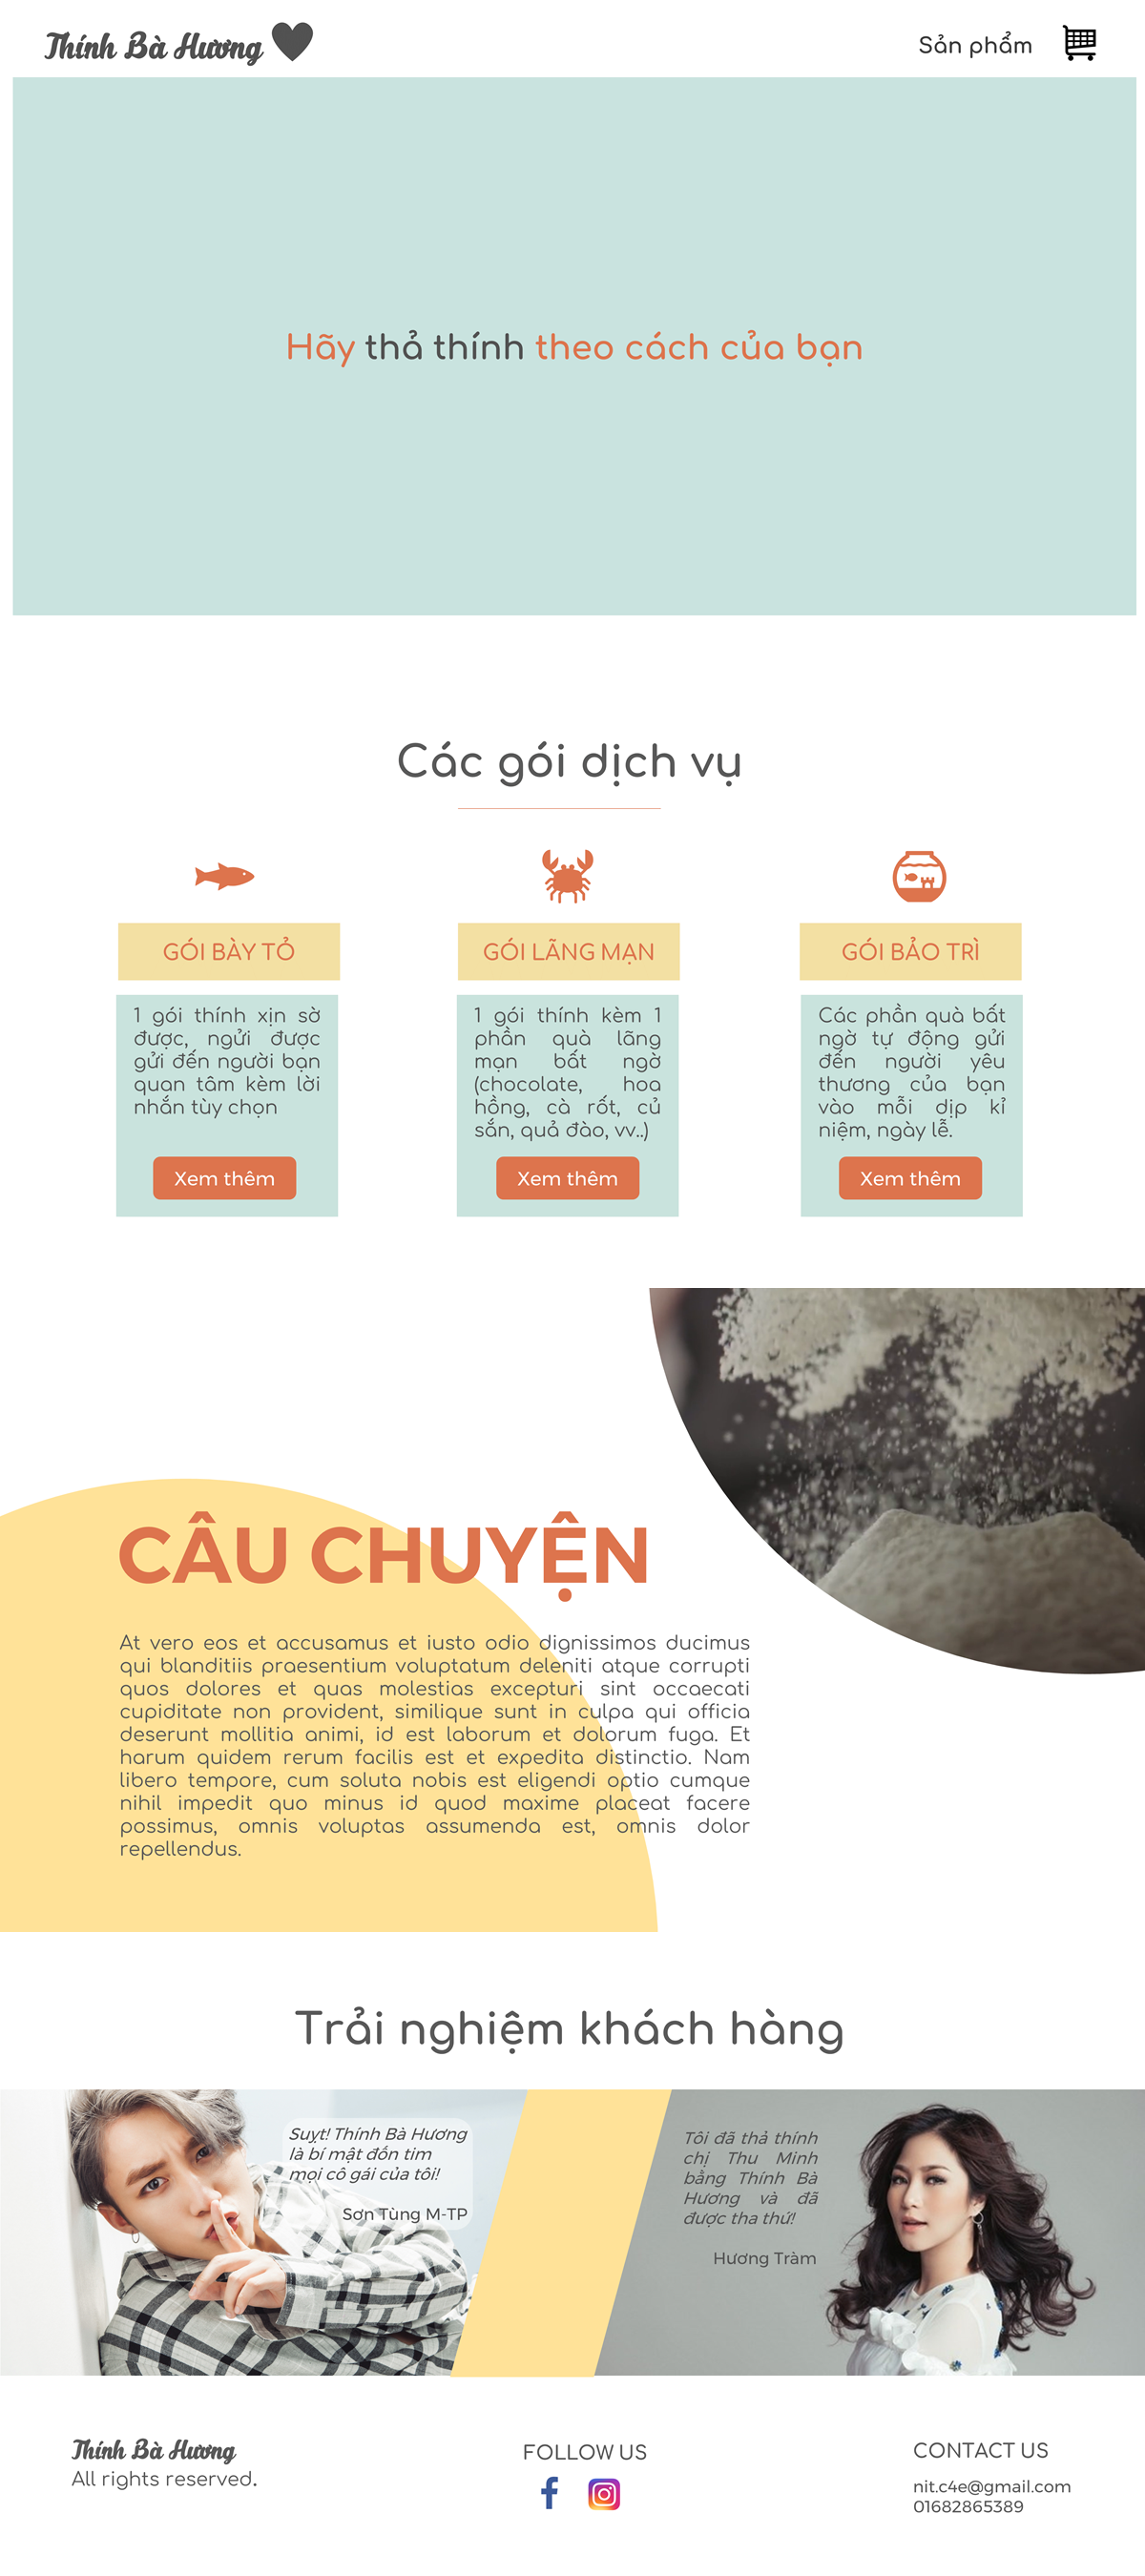 Thính Bà Hương
Sản phẩm
Hãy thả thính theo cách của bạn
Các gói dịch vụ
GÓI BÀY TỎ
1 gói thính xịn sờ
được, ngửi được
gửi đến người bạn
quan tâm kèm lời
nhắn tùy chọn
Xem thêm
GÓI LÃNG MẠN
1 gói thính kèm 1
phần quà lãng
mạn bất ngờ
(chocolate, hoa
hồng, cà rốt, củ
sắn, quả đào, vv..)
Xem thêm
GÓI BẢO TRÌ
Các phần quà bất
ngờ tự động gửi
đến người yêu
thương của bạn
vào mỗi dịp kỉ
niệm, ngày lễ.
Xem thêm
CÂU CHUYỆN
At vero eos et accusamus et iusto odio dignissimos ducimus
qui blanditiis praesentium voluptatum deleniti atque corrupti
quos dolores et quas molestias excepturi sint occaecati
cupiditate non provident, similique sunt in culpa qui officia
deserunt mollitia animi, id est laborum et dolorum fuga. Et
harum quidem rerum facilis est et expedita distinctio. Nam
libero tempore, cum soluta nobis est eligendi optio cumque
nihil impedit quo minus id quod maxime placeat facere
possimus, omnis voluptas assumenda est, omnis dolor
repellendus.
Trải nghiệm khách hàng
Suỵt! Thính Bà Hương
là bí mật đốn tim
mọi cô gái của tôi!
Sơn Tùng M-TP
Tôi đã thả thính
chị Thu Minh
bằng Thính Bà
Hương và đã
được tha thứ!
Hương Tràm
Thính Bà Hương
All rights reserved.
FOLLOW US
CONTACT US
nit.c4e@gmail.com
01682865389